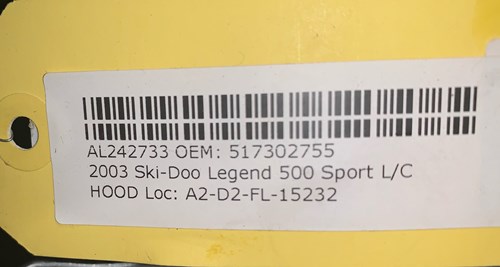 AL242733 OEM: 517302755
2003 Ski-Doo Legend 500 Sport L/C
HOOD Loc: A2-D2-FL-15232